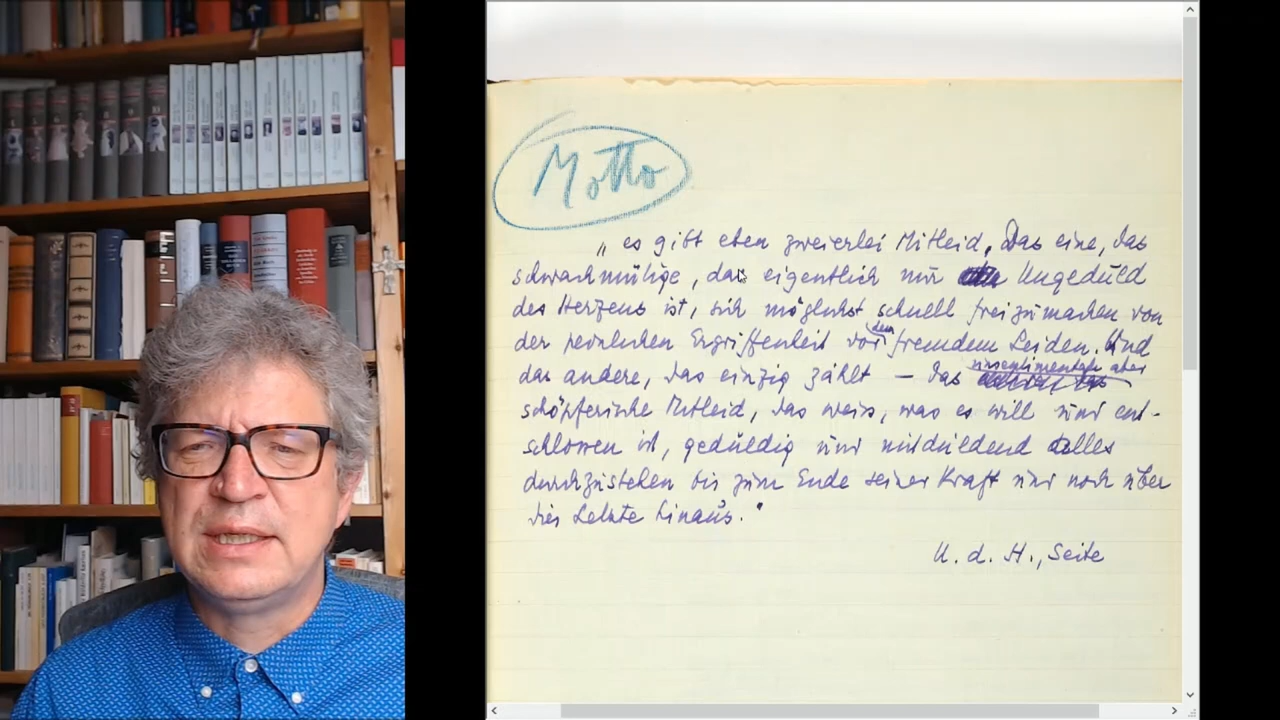 Motto
„es gibt eben zweierlei Mitleid. Das eine, das
schwachmütige, das eigentlich nur Ungeduld
des Herzens ist, sich möglichst schnell freizumachen von
der peinlichen Ergriffenheit vor dem fremden Leiden. Und
das andere, das einzig zählt – das unsentimentale aber
schöpferische Mitleid, das weiss, was es will und ent-
schlossen ist, geduldig und mitduldend alles
durchzustehen bis zum Ende seiner Kraft und noch über
dies Letzte hinaus."
U. d. H., Seite